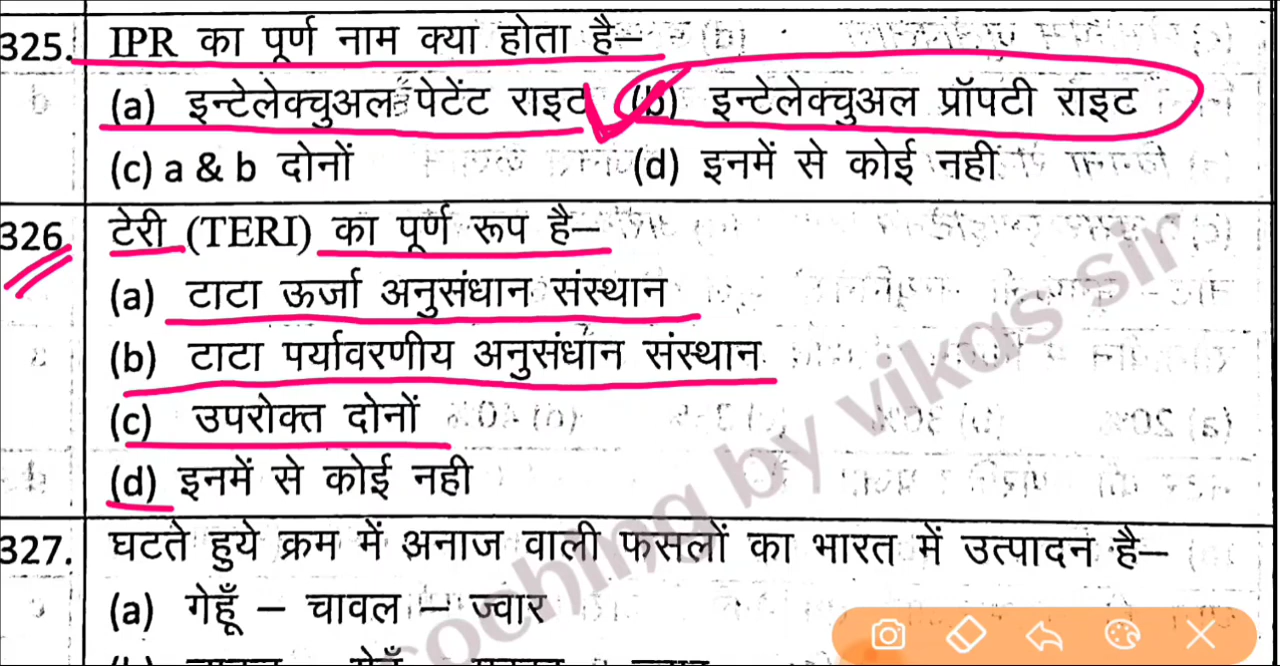 325. IPR का पूर्ण नाम क्या होता है–
(a) इन्टेलेक्चुअल पेटेंट राइट (b) इन्टेलेक्चुअल प्रॉपटी राइट
(c) a & b दोनों (d) इनमें से कोई नही
326. टेरी (TERI) का पूर्ण रूप है–
(a) टाटा ऊर्जा अनुसंधान संस्थान
(b) टाटा पर्यावरणीय अनुसंधान संस्थान
(c) उपरोक्त दोनों
(d) इनमें से कोई नही
327. घटते हुये क्रम में अनाज वाली फसलों का भारत में उत्पादन है–
(a) गेहूँ – चावल – ज्वार
coching by vikas sir